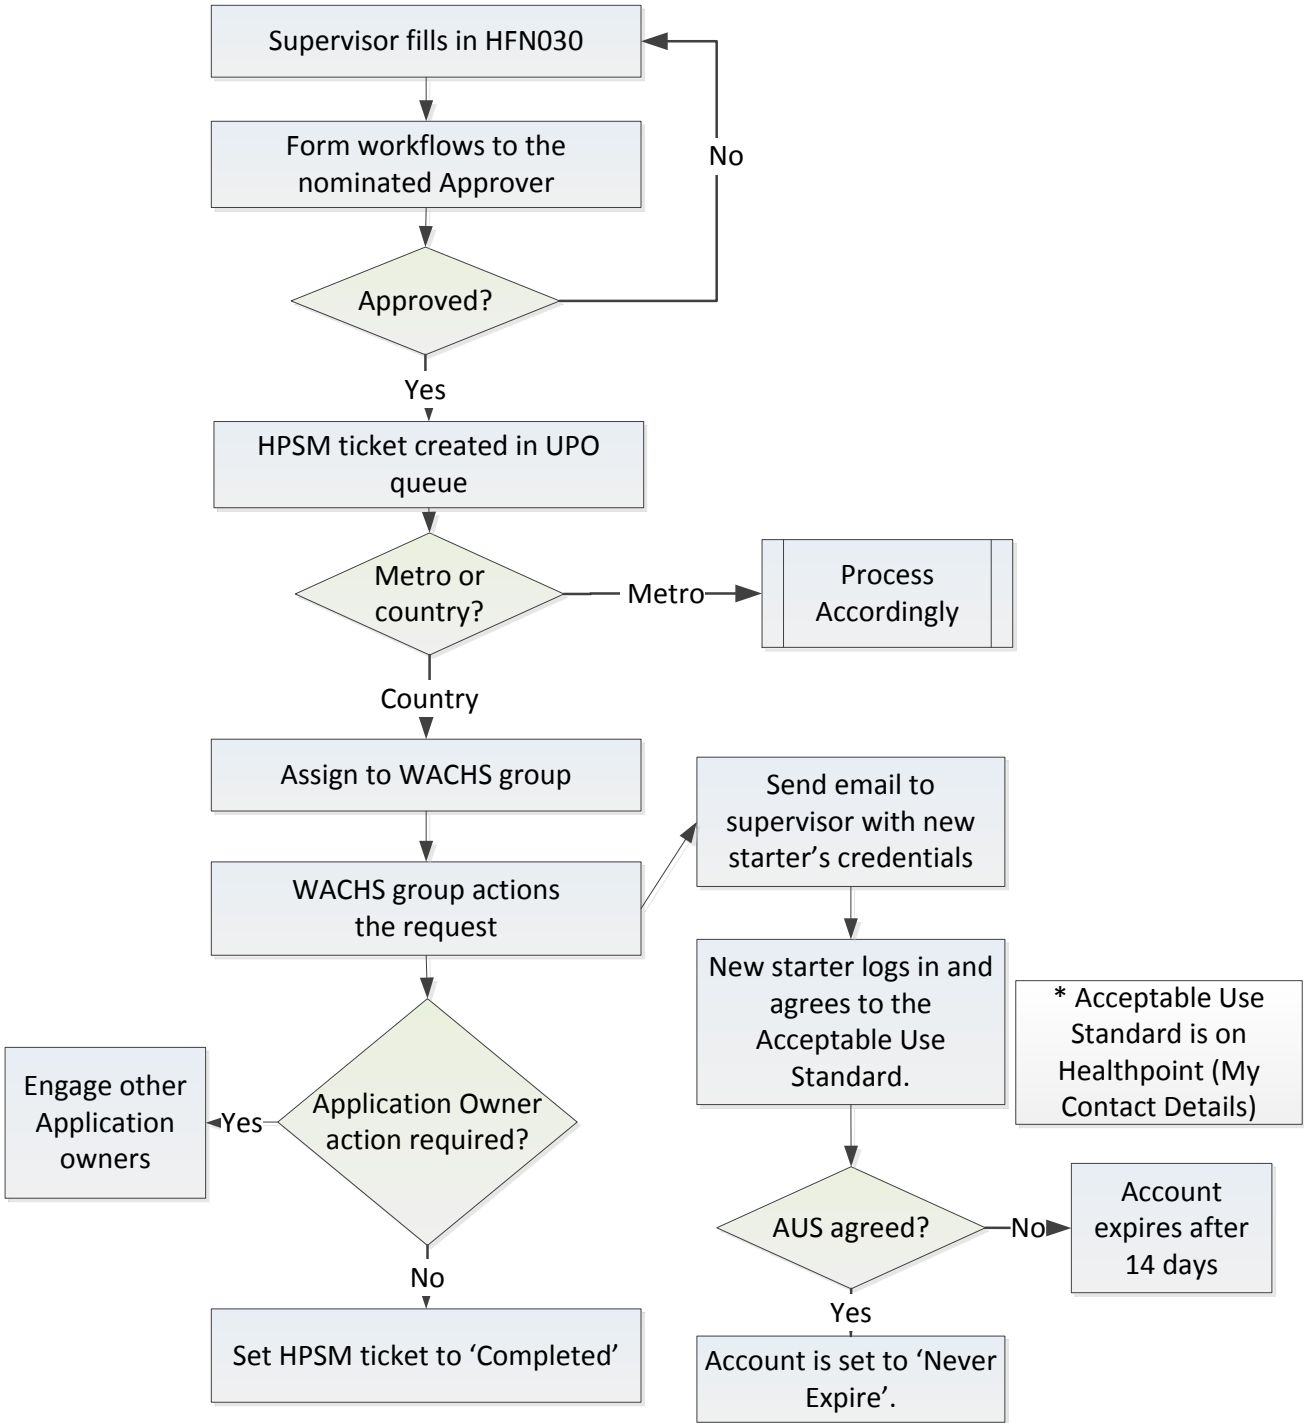 Supervisor fills in HFN030
Form workflows to the
nominated Approver
No
Approved?
Yes
HPSM ticket created in UPO
queue
Metro or
country?
Metro
Process
Accordingly
Country
Assign to WACHS group
Send email to
supervisor with new
starter’s credentials
WACHS group actions
the request
New starter logs in and
agrees to the
Acceptable Use
Standard.
* Acceptable Use
Standard is on
Healthpoint (My
Contact Details)
Engage other
Application
owners
Yes
Application Owner
action required?
AUS agreed?
No
Account
expires after
14 days
No
Yes
Set HPSM ticket to ‘Completed’
Account is set to ‘Never
Expire’.